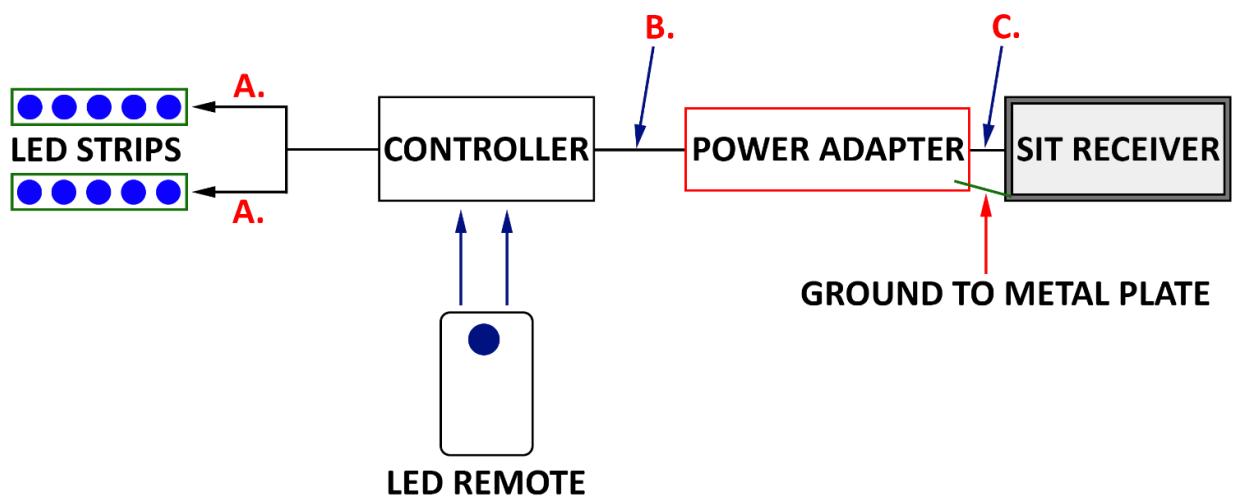 B.
C.
A.
LED STRIPS
CONTROLLER
POWER ADAPTER
SIT RECEIVER
A.
GROUND TO METAL PLATE
LED REMOTE